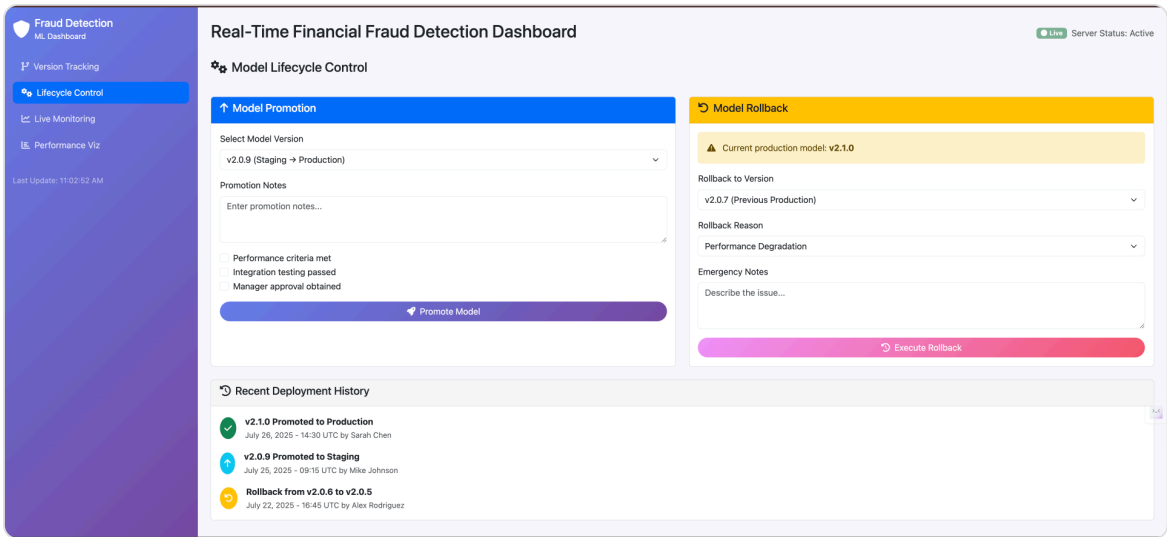 Fraud Detection
ML Dashboard
Version Tracking
Lifecycle Control
Live Monitoring
Performance Viz
Last Update: 11:02:52 AM
Real-Time Financial Fraud Detection Dashboard
Live
Server Status: Active
Model Lifecycle Control
Model Promotion
Select Model Version
v2.0.9 (Staging → Production)
Promotion Notes
Enter promotion notes...
Performance criteria met
Integration testing passed
Manager approval obtained
Promote Model
Model Rollback
Current production model: v2.1.0
Rollback to Version
v2.0.7 (Previous Production)
Rollback Reason
Performance Degradation
Emergency Notes
Describe the issue...
Execute Rollback
Recent Deployment History
v2.1.0 Promoted to Production
July 26, 2025 - 14:30 UTC by Sarah Chen
v2.0.9 Promoted to Staging
July 25, 2025 - 09:15 UTC by Mike Johnson
Rollback from v2.0.6 to v2.0.5
July 22, 2025 - 16:45 UTC by Alex Rodriguez